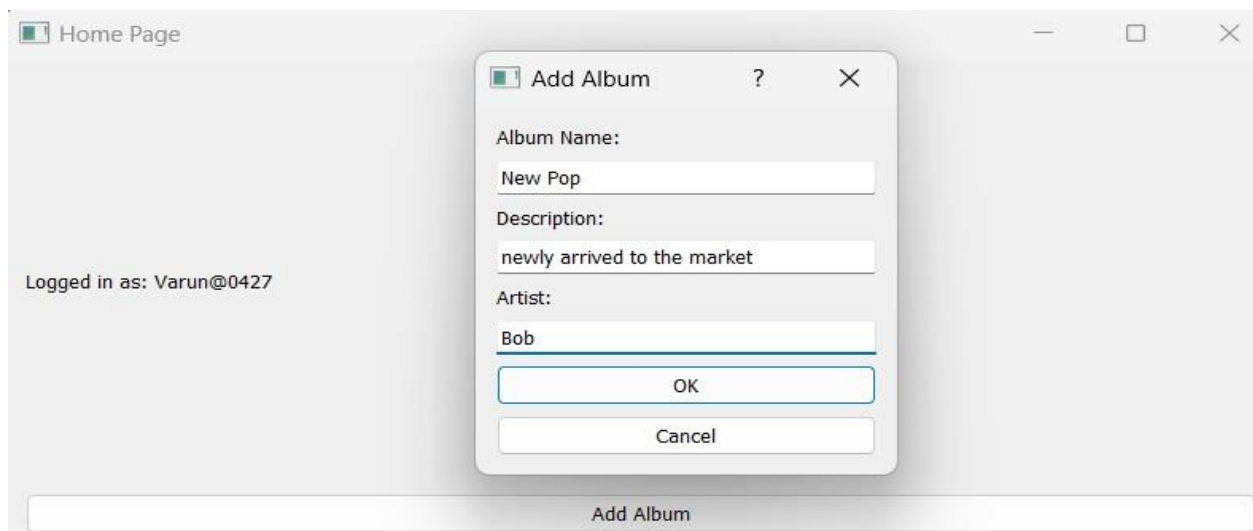 Home Page
Add Album ?
Album Name:
New Pop
Description:
newly arrived to the market
Logged in as: Varun@0427
Artist:
Bob
OK
Cancel
Add Album